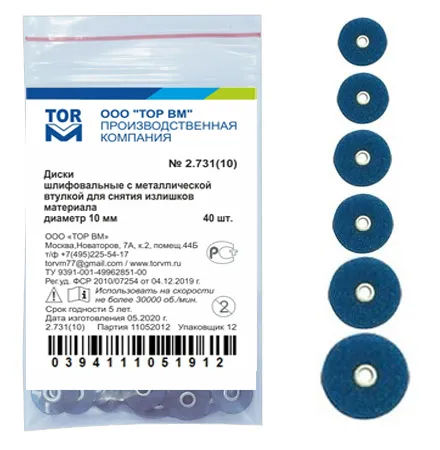 TOR
VM
ООО "ТОР ВМ"
ПРОИЗВОДСТВЕННАЯ
КОМПАНИЯ
№ 2.731(10)
Диски
шлифовальные с металлической
втулкой для снятия излишков
материала
диаметр 10 мм 40 шт.
ООО «ТОР ВМ»
Москва,Новаторов, 7А, к.2, помещ.44Б
т/ф +7(495)225-54-17
torvm77@gmail.com / www.torvm.ru
ТУ 9391-001-49962851-00
Рег.уд. ФСР 2010/07254 от 04.12.2019 г.
Использовать на скорости
не более 30000 об./мин.
Срок годности 5 лет.
Дата изготовления 05.2020 г.
2
2.731(10) Партия 11052012 Упаковщик 12
0394111051912